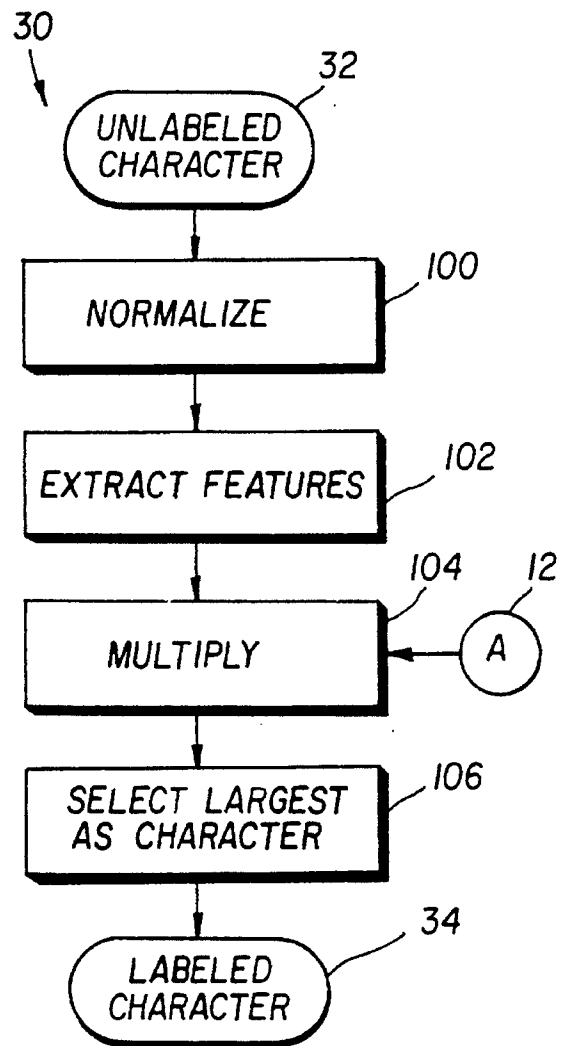 30
32
UNLABELED
CHARACTER
100
NORMALIZE
102
EXTRACT FEATURES
104
12
MULTIPLY
A
106
SELECT LARGEST
AS CHARACTER
34
LABELED
CHARACTER